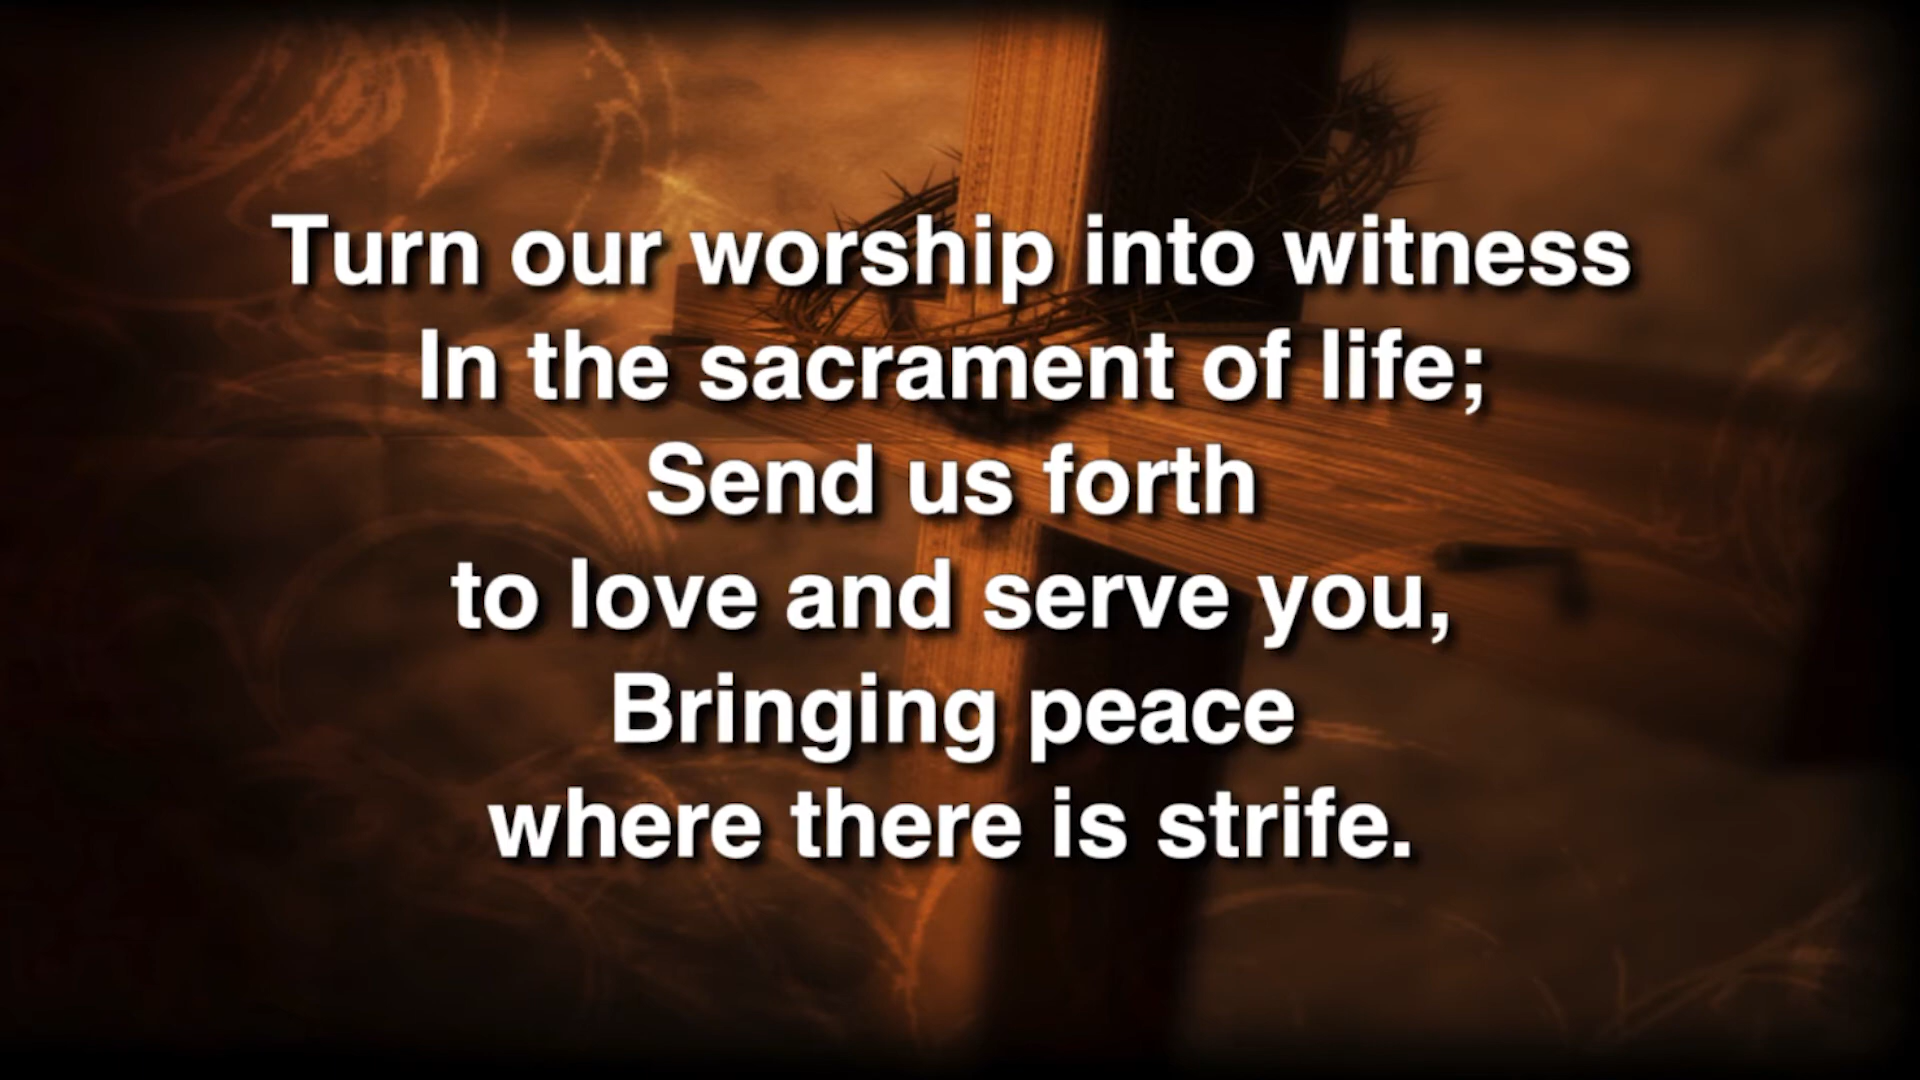 Turn our worship into witness
In the sacrament of life;
Send us forth
to love and serve you,
Bringing peace
where there is strife.